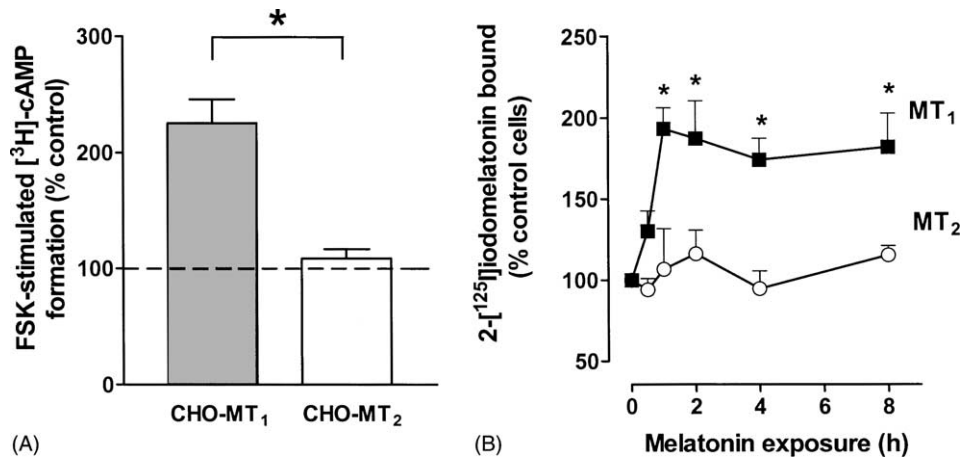 FSK-stimulated [³H]-cAMP
formation (% control)
300
200
100
0
*
CHO-MT₁
CHO-MT₂
(A)
2-[¹²⁵I]iodomelatonin bound
(% control cells)
250
200
150
100
50
* * * *
MT₁
MT₂
0 2 4 6 8
Melatonin exposure (h)
(B)